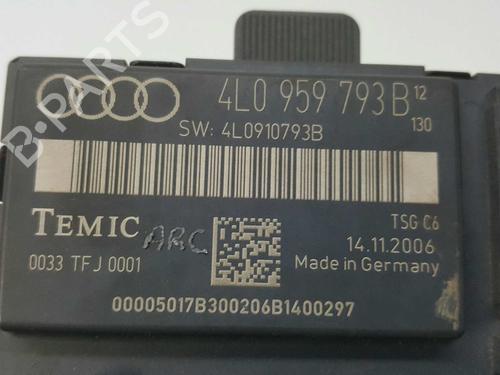 4L0 959 793B 12
130
SW: 4L0910793B
TEMIC ARC
TSG C6
14.11.2006
0033 TFJ 0001
Made in Germany
00005017B300206B1400297
B-PARTS